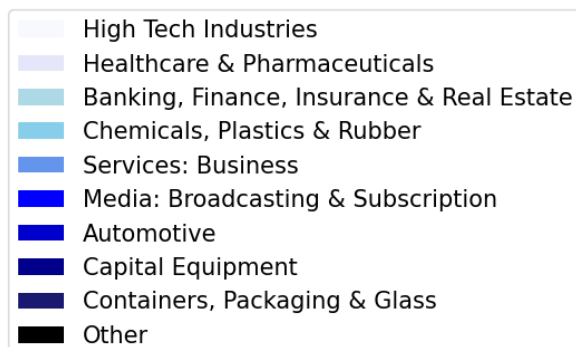 High Tech Industries
Healthcare & Pharmaceuticals
Banking, Finance, Insurance & Real Estate
Chemicals, Plastics & Rubber
Services: Business
Media: Broadcasting & Subscription
Automotive
Capital Equipment
Containers, Packaging & Glass
Other